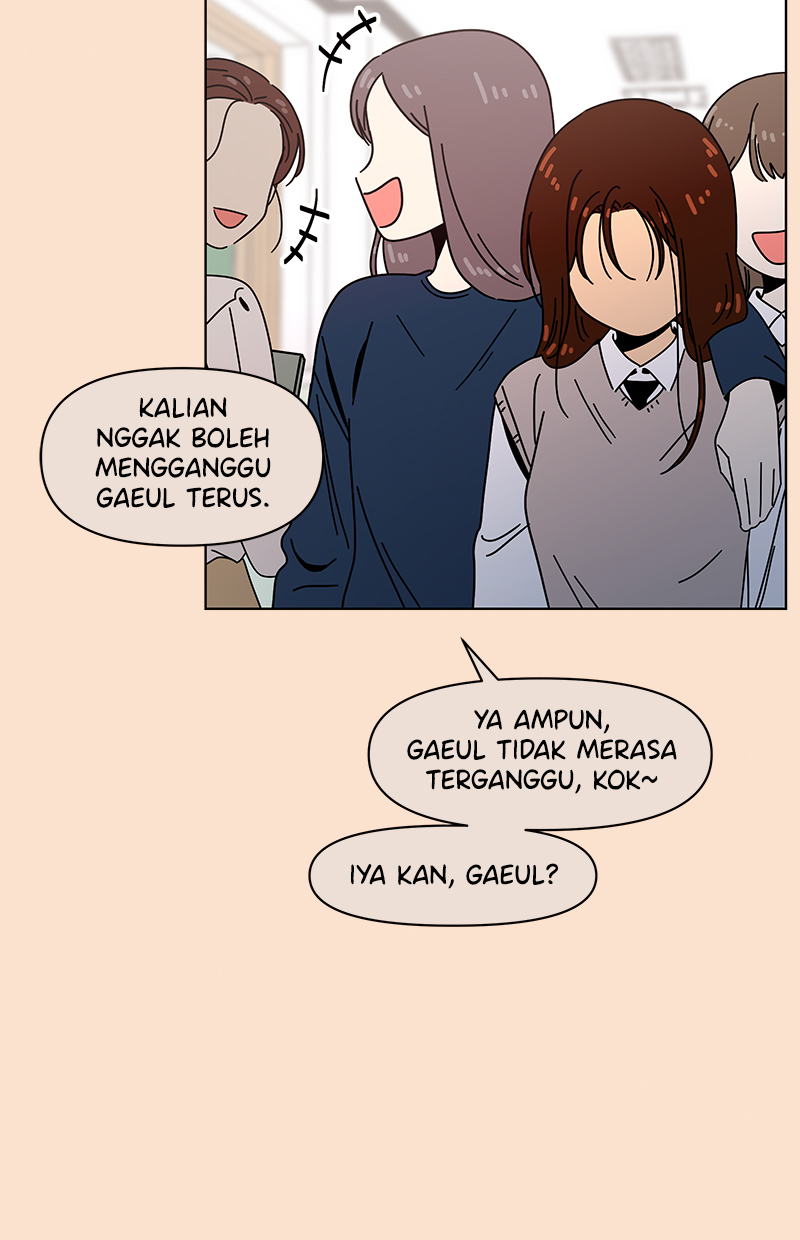 KALIAN
NGGAK BOLEH
MENGGANGGU
GAEUL TERUS.
YA AMPUN,
GAEUL TIDAK MERASA
TERGANGGU, KOK~
IYA KAN, GAEUL?